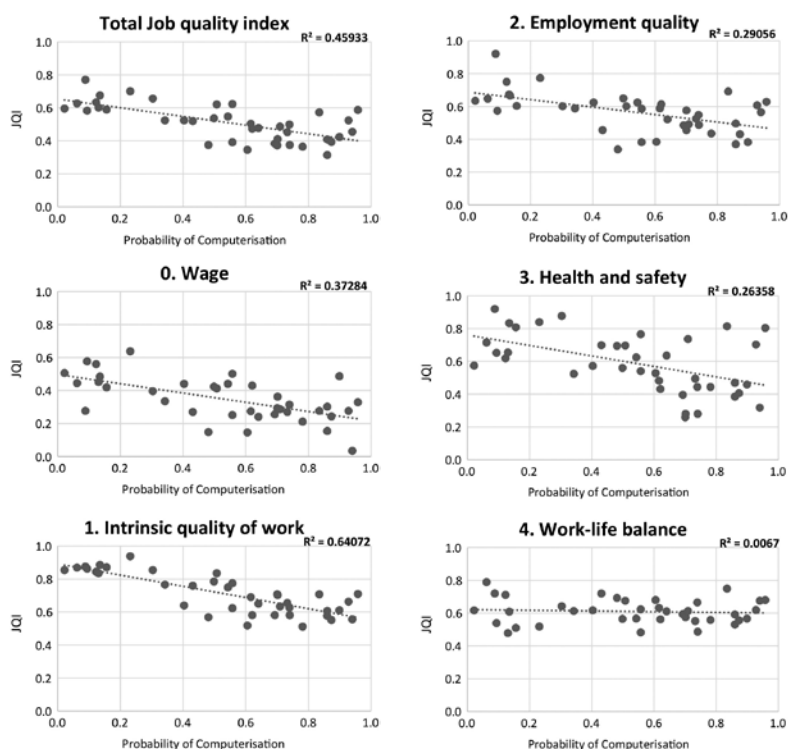 Total Job quality index
R² = 0.45933
1.0
0.8
0.6
0.4
0.2
0.0
JQI
0.0 0.2 0.4 0.6 0.8 1.0
Probability of Computerisation
2. Employment quality
R² = 0.29056
1.0
0.8
0.6
0.4
0.2
0.0
JQI
0.0 0.2 0.4 0.6 0.8 1.0
Probability of Computerisation
0. Wage
R² = 0.37284
1.0
0.8
0.6
0.4
0.2
0.0
JQI
0.0 0.2 0.4 0.6 0.8 1.0
Probability of Computerisation
3. Health and safety
R² = 0.26358
1.0
0.8
0.6
0.4
0.2
0.0
JQI
0.0 0.2 0.4 0.6 0.8 1.0
Probability of Computerisation
1. Intrinsic quality of work
R² = 0.64072
1.0
0.8
0.6
0.4
0.2
0.0
JQI
0.0 0.2 0.4 0.6 0.8 1.0
Probability of Computerisation
4. Work-life balance
R² = 0.0067
1.0
0.8
0.6
0.4
0.2
0.0
JQI
0.0 0.2 0.4 0.6 0.8 1.0
Probability of Computerisation